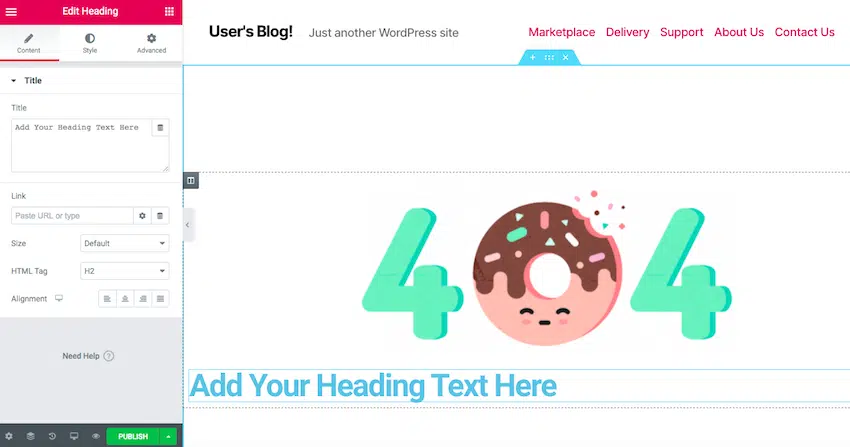 Edit Heading
Content Style Advanced
Title
Title
Add Your Heading Text Here
Link
Paste URL or type
Size Default
HTML Tag H2
Alignment
Need Help ?
PUBLISH
User's Blog! Just another WordPress site Marketplace Delivery Support About Us Contact Us
404
Add Your Heading Text Here